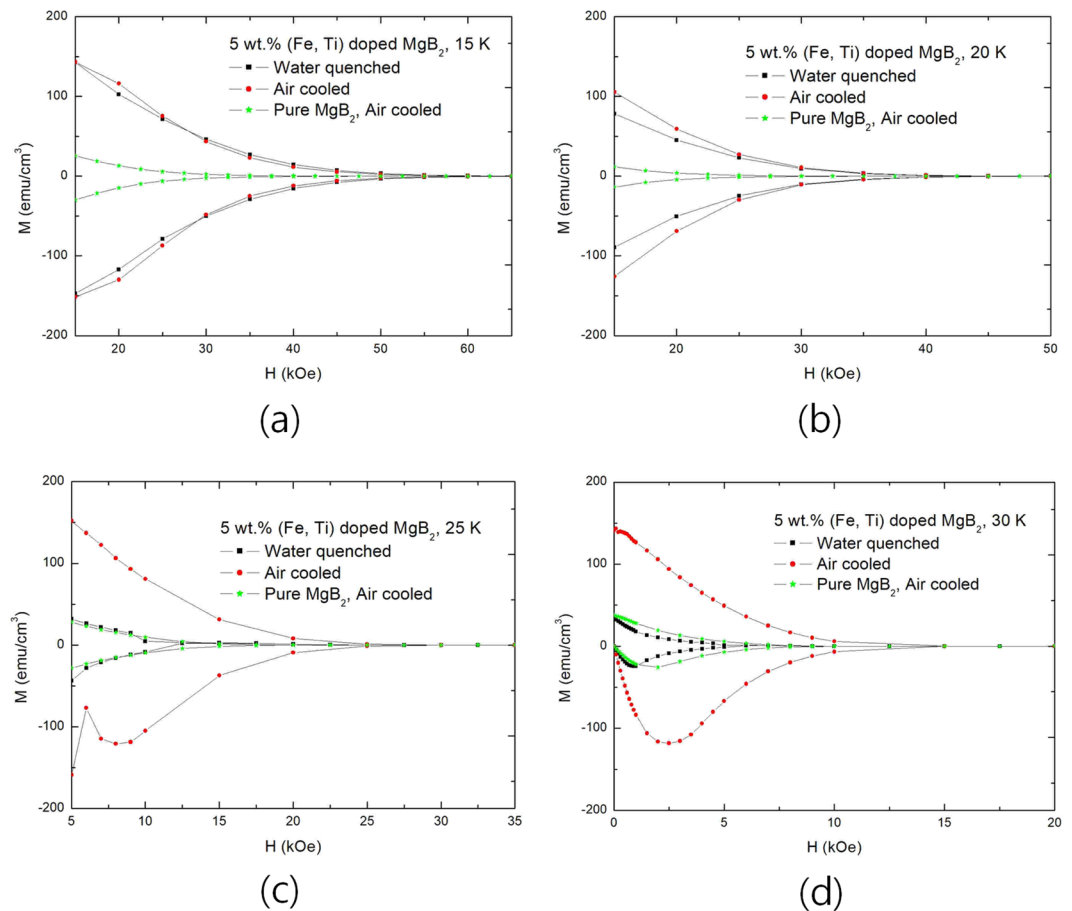 200
100
0
-100
-200
M (emu/cm³)
5 wt.% (Fe, Ti) doped MgB₂, 15 K
Water quenched
Air cooled
Pure MgB₂, Air cooled
20 30 40 50 60
H (kOe)
(a)
200
100
0
-100
-200
M (emu/cm³)
5 wt.% (Fe, Ti) doped MgB₂, 20 K
Water quenched
Air cooled
Pure MgB₂, Air cooled
20 30 40 50
H (kOe)
(b)
200
100
0
-100
-200
M (emu/cm³)
5 wt.% (Fe, Ti) doped MgB₂, 25 K
Water quenched
Air cooled
Pure MgB₂, Air cooled
5 10 15 20 25 30 35
H (kOe)
(c)
200
100
0
-100
-200
M (emu/cm³)
5 wt.% (Fe, Ti) doped MgB₂, 30 K
Water quenched
Air cooled
Pure MgB₂, Air cooled
0 5 10 15 20
H (kOe)
(d)